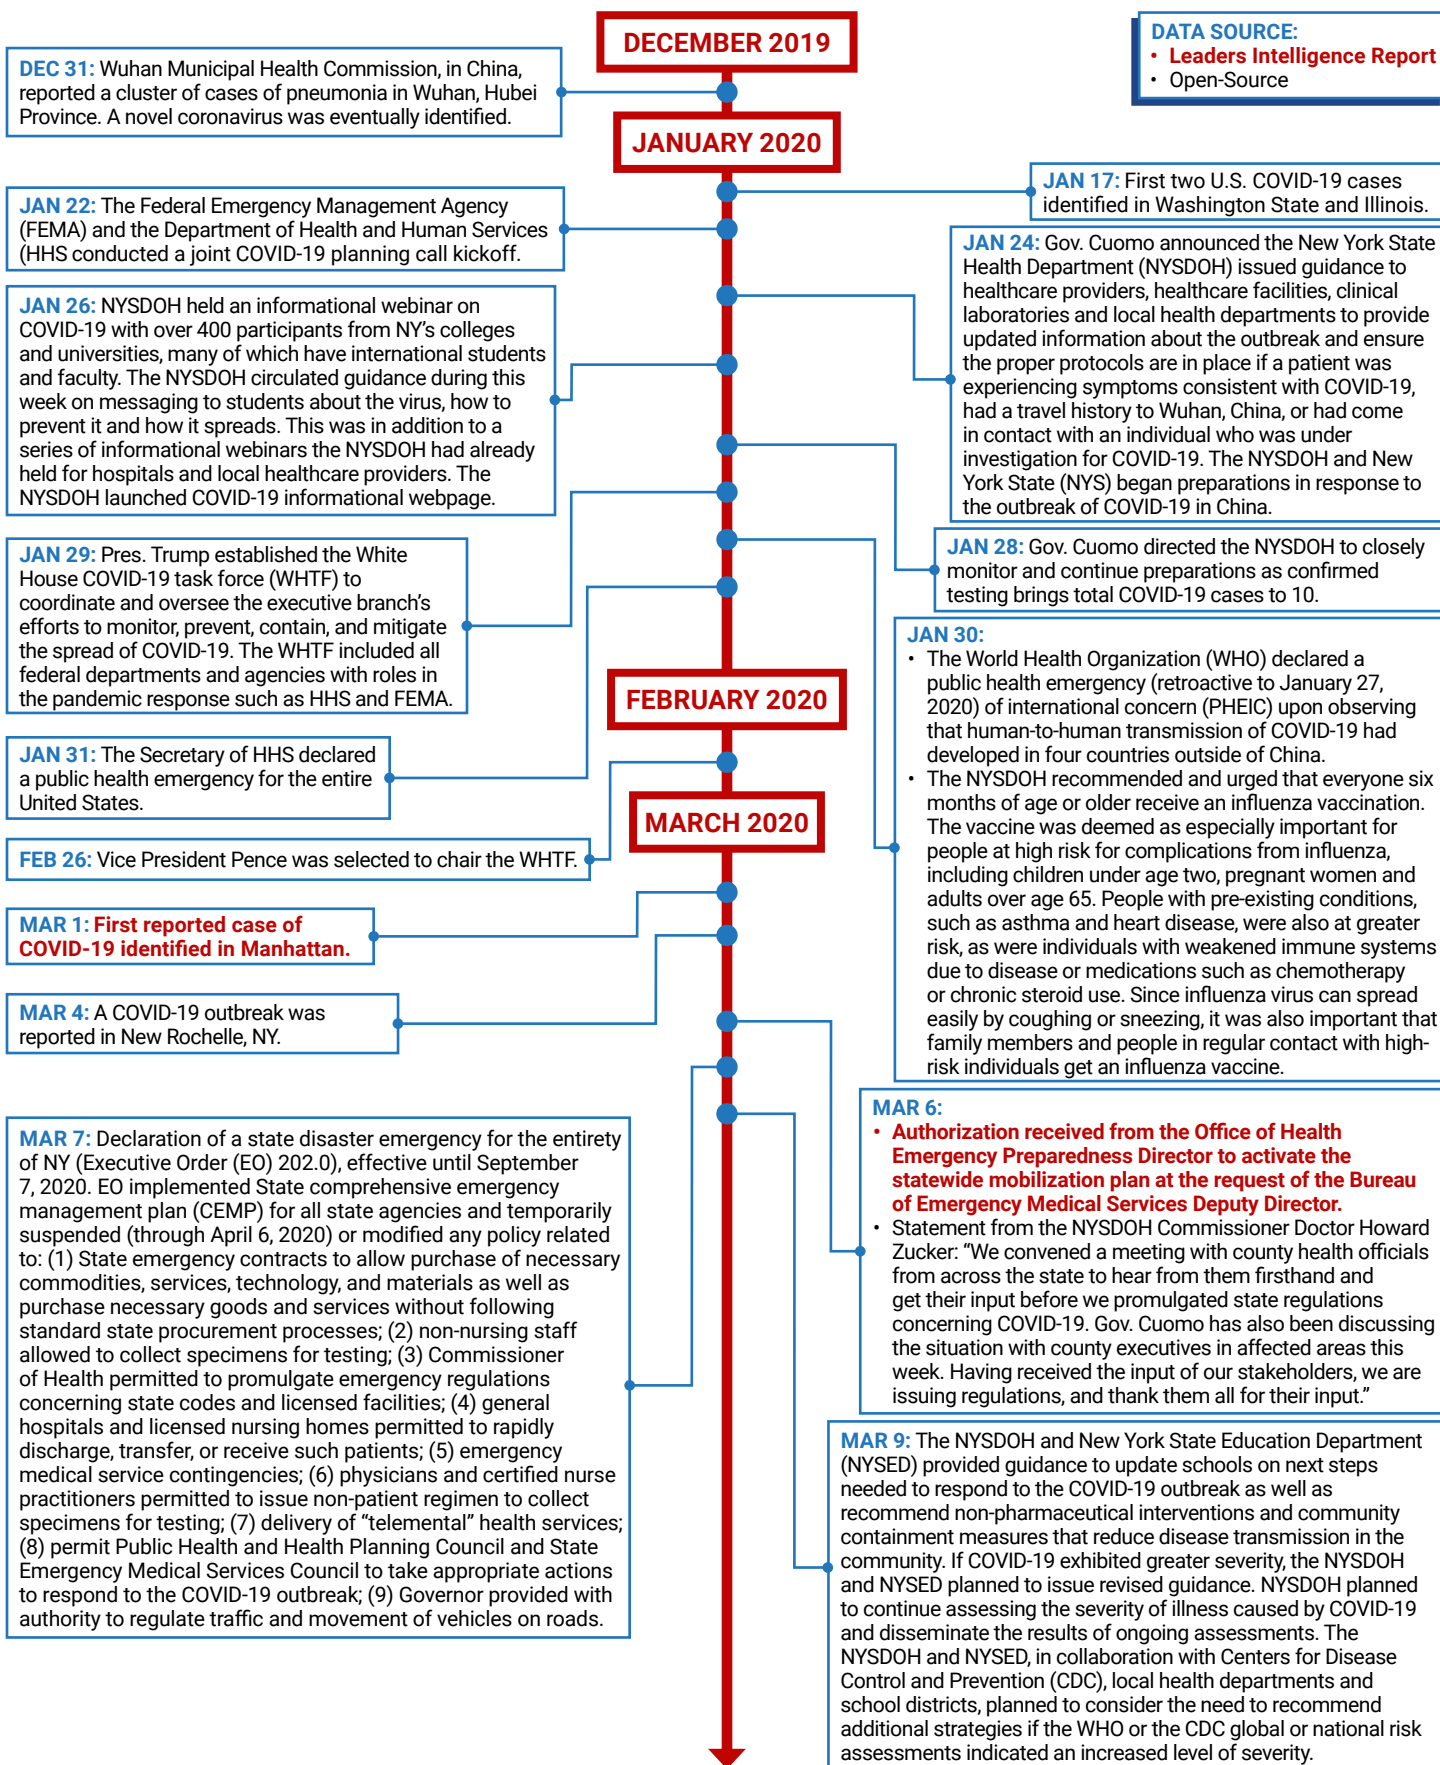 DECEMBER 2019
DATA SOURCE:
• Leaders Intelligence Report
• Open-Source
DEC 31: Wuhan Municipal Health Commission, in China,
reported a cluster of cases of pneumonia in Wuhan, Hubei
Province. A novel coronavirus was eventually identified.
JANUARY 2020
JAN 17: First two U.S. COVID-19 cases
identified in Washington State and Illinois.
JAN 22: The Federal Emergency Management Agency
(FEMA) and the Department of Health and Human Services
(HHS conducted a joint COVID-19 planning call kickoff.
JAN 24: Gov. Cuomo announced the New York State
Health Department (NYSDOH) issued guidance to
healthcare providers, healthcare facilities, clinical
laboratories and local health departments to provide
updated information about the outbreak and ensure
the proper protocols are in place if a patient was
experiencing symptoms consistent with COVID-19,
had a travel history to Wuhan, China, or had come
in contact with an individual who was under
investigation for COVID-19. The NYSDOH and New
York State (NYS) began preparations in response to
the outbreak of COVID-19 in China.
JAN 26: NYSDOH held an informational webinar on
COVID-19 with over 400 participants from NY’s colleges
and universities, many of which have international students
and faculty. The NYSDOH circulated guidance during this
week on messaging to students about the virus, how to
prevent it and how it spreads. This was in addition to a
series of informational webinars the NYSDOH had already
held for hospitals and local healthcare providers. The
NYSDOH launched COVID-19 informational webpage.
JAN 28: Gov. Cuomo directed the NYSDOH to closely
monitor and continue preparations as confirmed
testing brings total COVID-19 cases to 10.
JAN 29: Pres. Trump established the White
House COVID-19 task force (WHTF) to
coordinate and oversee the executive branch’s
efforts to monitor, prevent, contain, and mitigate
the spread of COVID-19. The WHTF included all
federal departments and agencies with roles in
the pandemic response such as HHS and FEMA.
JAN 30:
• The World Health Organization (WHO) declared a
public health emergency (retroactive to January 27,
2020) of international concern (PHEIC) upon observing
that human-to-human transmission of COVID-19 had
developed in four countries outside of China.
• The NYSDOH recommended and urged that everyone six
months of age or older receive an influenza vaccination.
The vaccine was deemed as especially important for
people at high risk for complications from influenza,
including children under age two, pregnant women and
adults over age 65. People with pre-existing conditions,
such as asthma and heart disease, were also at greater
risk, as were individuals with weakened immune systems
due to disease or medications such as chemotherapy
or chronic steroid use. Since influenza virus can spread
easily by coughing or sneezing, it was also important that
family members and people in regular contact with high-
risk individuals get an influenza vaccine.
JAN 31: The Secretary of HHS declared
a public health emergency for the entire
United States.
FEBRUARY 2020
FEB 26: Vice President Pence was selected to chair the WHTF.
MARCH 2020
MAR 1: First reported case of
COVID-19 identified in Manhattan.
MAR 4: A COVID-19 outbreak was
reported in New Rochelle, NY.
MAR 6:
• Authorization received from the Office of Health
Emergency Preparedness Director to activate the
statewide mobilization plan at the request of the Bureau
of Emergency Medical Services Deputy Director.
• Statement from the NYSDOH Commissioner Doctor Howard
Zucker: “We convened a meeting with county health officials
from across the state to hear from them firsthand and
get their input before we promulgated state regulations
concerning COVID-19. Gov. Cuomo has also been discussing
the situation with county executives in affected areas this
week. Having received the input of our stakeholders, we are
issuing regulations, and thank them all for their input.”
MAR 7: Declaration of a state disaster emergency for the entirety
of NY (Executive Order (EO) 202.0), effective until September
7, 2020. EO implemented State comprehensive emergency
management plan (CEMP) for all state agencies and temporarily
suspended (through April 6, 2020) or modified any policy related
to: (1) State emergency contracts to allow purchase of necessary
commodities, services, technology, and materials as well as
purchase necessary goods and services without following
standard state procurement processes; (2) non-nursing staff
allowed to collect specimens for testing; (3) Commissioner
of Health permitted to promulgate emergency regulations
concerning state codes and licensed facilities; (4) general
hospitals and licensed nursing homes permitted to rapidly
discharge, transfer, or receive such patients; (5) emergency
medical service contingencies; (6) physicians and certified nurse
practitioners permitted to issue non-patient regimen to collect
specimens for testing; (7) delivery of “telemental” health services;
(8) permit Public Health and Health Planning Council and State
Emergency Medical Services Council to take appropriate actions
to respond to the COVID-19 outbreak; (9) Governor provided with
authority to regulate traffic and movement of vehicles on roads.
MAR 9: The NYSDOH and New York State Education Department
(NYSED) provided guidance to update schools on next steps
needed to respond to the COVID-19 outbreak as well as
recommend non-pharmaceutical interventions and community
containment measures that reduce disease transmission in the
community. If COVID-19 exhibited greater severity, the NYSDOH
and NYSED planned to issue revised guidance. NYSDOH planned
to continue assessing the severity of illness caused by COVID-19
and disseminate the results of ongoing assessments. The
NYSDOH and NYSED, in collaboration with Centers for Disease
Control and Prevention (CDC), local health departments and
school districts, planned to consider the need to recommend
additional strategies if the WHO or the CDC global or national risk
assessments indicated an increased level of severity.